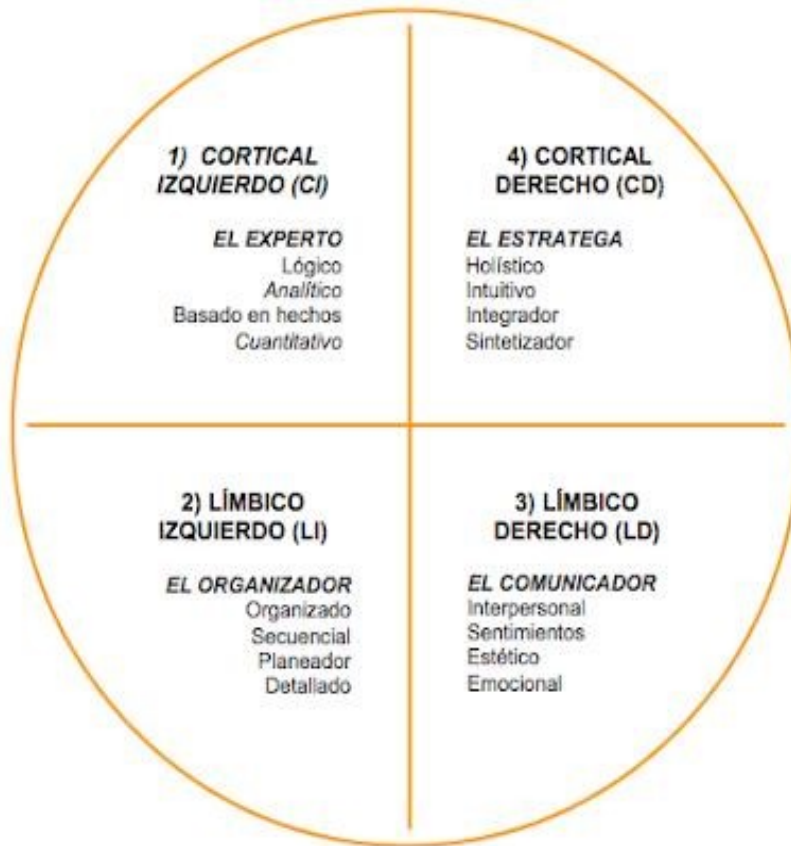 1) CORTICAL
IZQUIERDO (CI)
EL EXPERTO
Lógico
Analítico
Basado en hechos
Cuantitativo
4) CORTICAL
DERECHO (CD)
EL ESTRATEGA
Holístico
Intuitivo
Integrador
Sintetizador
2) LÍMBICO
IZQUIERDO (LI)
EL ORGANIZADOR
Organizado
Secuencial
Planeador
Detallado
3) LÍMBICO
DERECHO (LD)
EL COMUNICADOR
Interpersonal
Sentimientos
Estético
Emocional